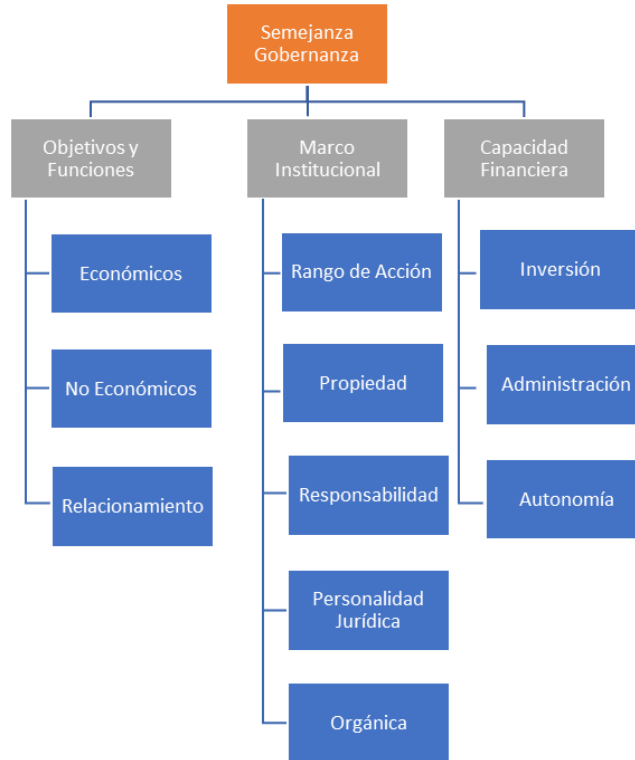 Semejanza
Gobernanza
Objetivos y
Funciones
Económicos
No Económicos
Relacionamiento
Marco
Institucional
Rango de Acción
Propiedad
Responsabilidad
Personalidad
Jurídica
Orgánica
Capacidad
Financiera
Inversión
Administración
Autonomía